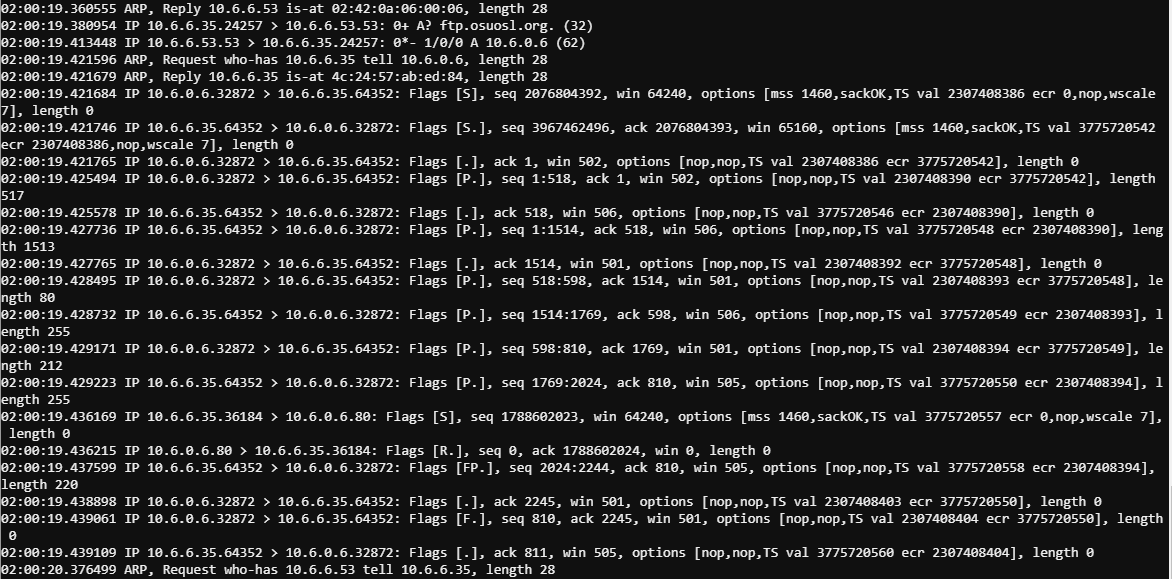 02:00:19.360555 ARP, Reply 10.6.6.53 is-at 02:42:0a:06:00:06, length 28
02:00:19.380954 IP 10.6.6.35.24257 > 10.6.6.53.53: 0+ A? ftp.osuosl.org. (32)
02:00:19.413448 IP 10.6.6.53.53 > 10.6.6.35.24257: 0*- 1/0/0 A 10.6.0.6 (62)
02:00:19.421596 ARP, Request who-has 10.6.6.35 tell 10.6.0.6, length 28
02:00:19.421679 ARP, Reply 10.6.6.35 is-at 4c:24:57:ab:ed:84, length 28
02:00:19.421684 IP 10.6.0.6.32872 > 10.6.6.35.64352: Flags [S], seq 2076804392, win 64240, options [mss 1460,sackOK,TS val 2307408386 ecr 0,nop,wscale
7], length 0
02:00:19.421746 IP 10.6.6.35.64352 > 10.6.0.6.32872: Flags [S.], seq 3967462496, ack 2076804393, win 65160, options [mss 1460,sackOK,TS val 3775720542
ecr 2307408386,nop,wscale 7], length 0
02:00:19.421765 IP 10.6.0.6.32872 > 10.6.6.35.64352: Flags [.], ack 1, win 502, options [nop,nop,TS val 2307408386 ecr 3775720542], length 0
02:00:19.425494 IP 10.6.0.6.32872 > 10.6.6.35.64352: Flags [P.], seq 1:518, ack 1, win 502, options [nop,nop,TS val 2307408390 ecr 3775720542], length
517
02:00:19.425578 IP 10.6.6.35.64352 > 10.6.0.6.32872: Flags [.], ack 518, win 506, options [nop,nop,TS val 3775720546 ecr 2307408390], length 0
02:00:19.427736 IP 10.6.6.35.64352 > 10.6.0.6.32872: Flags [P.], seq 1:1514, ack 518, win 506, options [nop,nop,TS val 3775720548 ecr 2307408390], leng
th 1513
02:00:19.427765 IP 10.6.0.6.32872 > 10.6.6.35.64352: Flags [.], ack 1514, win 501, options [nop,nop,TS val 2307408392 ecr 3775720548], length 0
02:00:19.428495 IP 10.6.0.6.32872 > 10.6.6.35.64352: Flags [P.], seq 518:598, ack 1514, win 501, options [nop,nop,TS val 2307408393 ecr 3775720548], le
ngth 80
02:00:19.428732 IP 10.6.6.35.64352 > 10.6.0.6.32872: Flags [P.], seq 1514:1769, ack 598, win 506, options [nop,nop,TS val 3775720549 ecr 2307408393], l
ength 255
02:00:19.429171 IP 10.6.0.6.32872 > 10.6.6.35.64352: Flags [P.], seq 598:810, ack 1769, win 501, options [nop,nop,TS val 2307408394 ecr 3775720549], le
ngth 212
02:00:19.429223 IP 10.6.6.35.64352 > 10.6.0.6.32872: Flags [P.], seq 1769:2024, ack 810, win 505, options [nop,nop,TS val 3775720550 ecr 2307408394], l
ength 255
02:00:19.436169 IP 10.6.6.35.36184 > 10.6.0.6.80: Flags [S], seq 1788602023, win 64240, options [mss 1460,sackOK,TS val 3775720557 ecr 0,nop,wscale 7],
 length 0
02:00:19.436215 IP 10.6.0.6.80 > 10.6.6.35.36184: Flags [R.], seq 0, ack 1788602024, win 0, length 0
02:00:19.437599 IP 10.6.6.35.64352 > 10.6.0.6.32872: Flags [FP.], seq 2024:2244, ack 810, win 505, options [nop,nop,TS val 3775720558 ecr 2307408394],
length 220
02:00:19.438898 IP 10.6.0.6.32872 > 10.6.6.35.64352: Flags [.], ack 2245, win 501, options [nop,nop,TS val 2307408403 ecr 3775720550], length 0
02:00:19.439061 IP 10.6.0.6.32872 > 10.6.6.35.64352: Flags [F.], seq 810, ack 2245, win 501, options [nop,nop,TS val 2307408404 ecr 3775720550], length
 0
02:00:19.439109 IP 10.6.6.35.64352 > 10.6.0.6.32872: Flags [.], ack 811, win 505, options [nop,nop,TS val 3775720560 ecr 2307408404], length 0
02:00:20.376499 ARP, Request who-has 10.6.6.53 tell 10.6.6.35, length 28